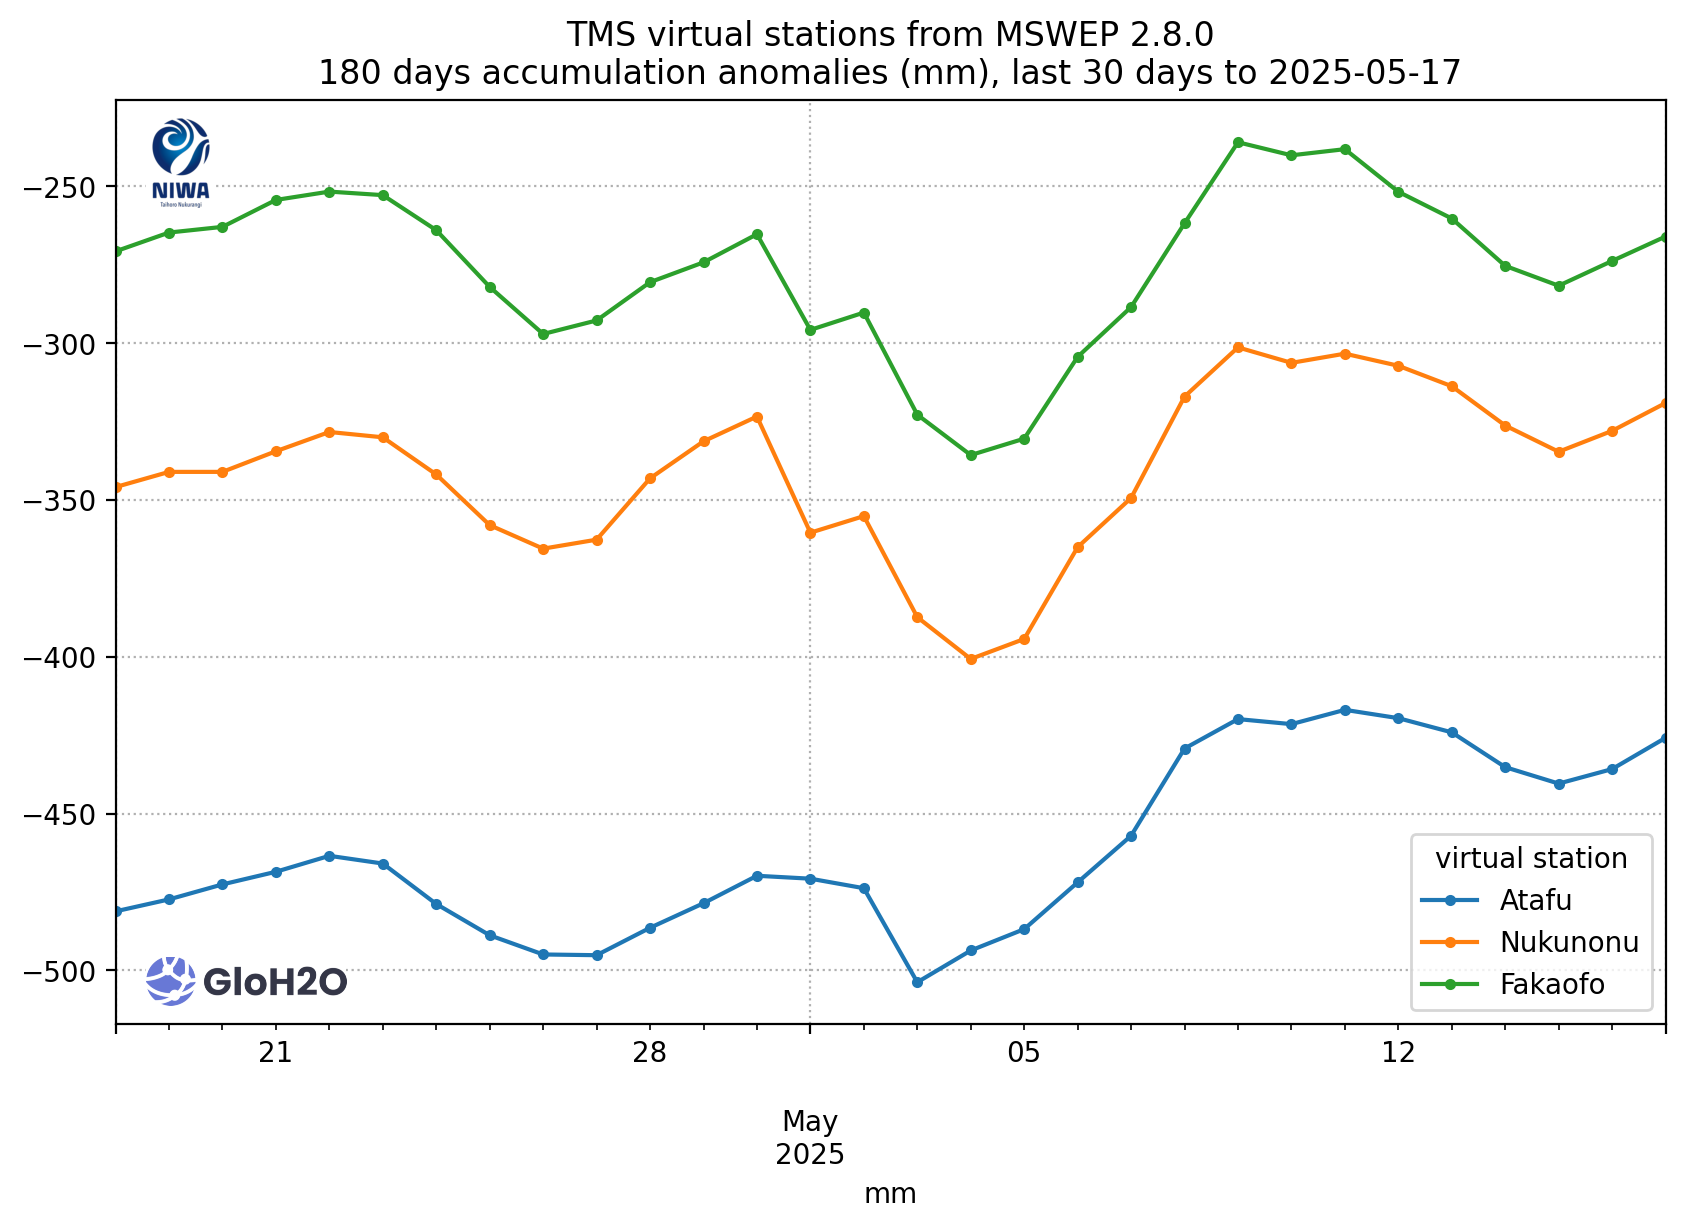 TMS virtual stations from MSWEP 2.8.0
180 days accumulation anomalies (mm), last 30 days to 2025-05-17
NIWA
Taihoro Nukurangi
−250
−300
−350
−400
−450
−500
GloH2O
virtual station
Atafu
Nukunonu
Fakaofo
21
28
05
12
May
2025
mm